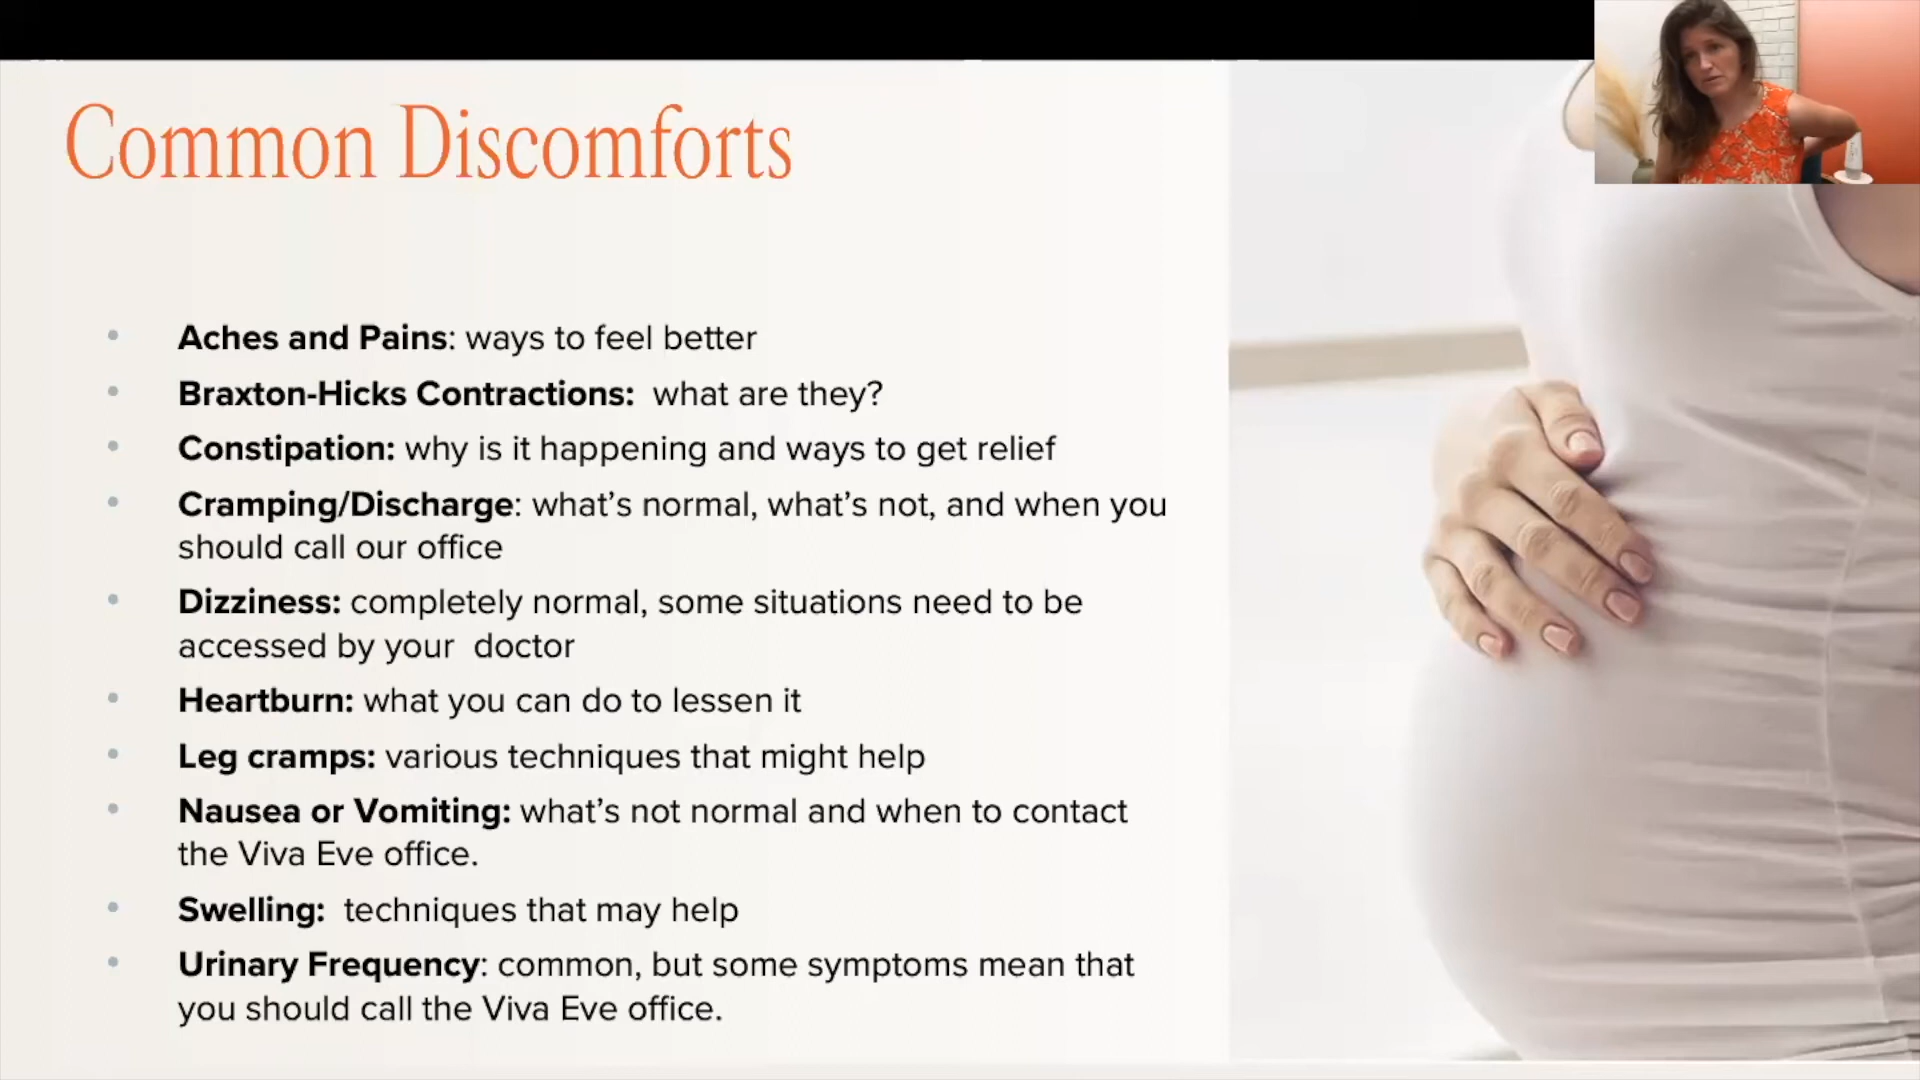 Common Discomforts
• Aches and Pains: ways to feel better
• Braxton-Hicks Contractions:  what are they?
• Constipation: why is it happening and ways to get relief
• Cramping/Discharge: what’s normal, what’s not, and when you
should call our office
• Dizziness: completely normal, some situations need to be
accessed by your  doctor
• Heartburn: what you can do to lessen it
• Leg cramps: various techniques that might help
• Nausea or Vomiting: what’s not normal and when to contact
the Viva Eve office.
• Swelling:  techniques that may help
• Urinary Frequency: common, but some symptoms mean that
you should call the Viva Eve office.